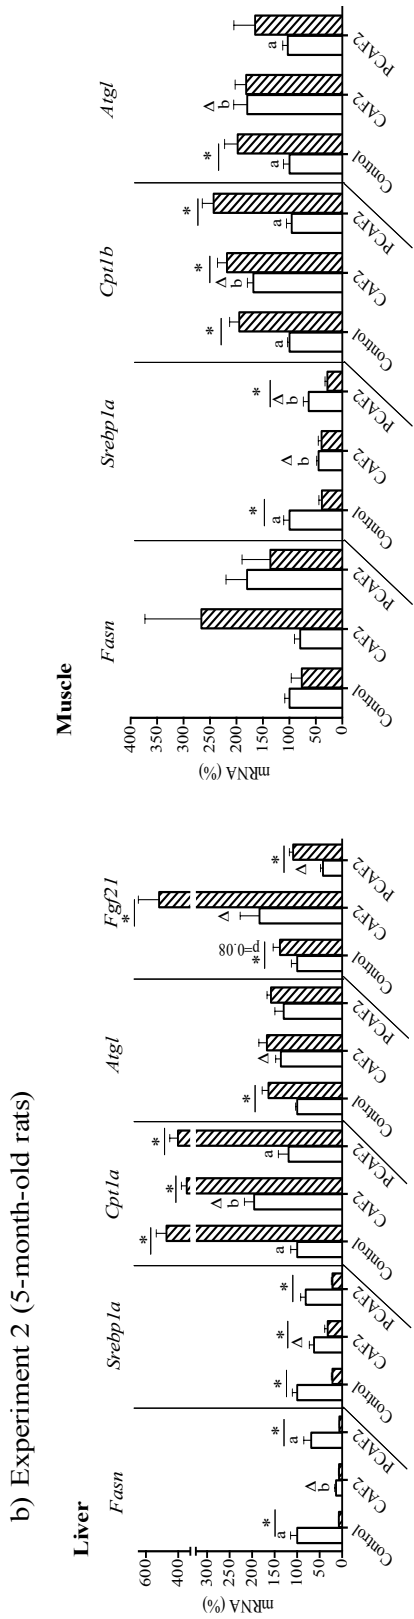 b) Experiment 2 (5-month-old rats)
Liver
Fasn Srebp1a Cpt1a Atgl Fgf21
mRNA (%)
600
400
300
200
100
0
* a Δ b * a
* * Δ *
* a * Δ b * a *
* Δ
* p=0.08 Δ * Δ *
Control CAF2 PCAF2 Control CAF2 PCAF2 Control CAF2 PCAF2 Control CAF2 PCAF2 Control CAF2 PCAF2
Muscle
Fasn Srebp1a Cpt1b Atgl
mRNA (%)
400
350
300
250
200
150
100
50
0
* a Δ b * Δ b
* a * Δ b * a *
* a Δ b a
Control CAF2 PCAF2 Control CAF2 PCAF2 Control CAF2 PCAF2 Control CAF2 PCAF2